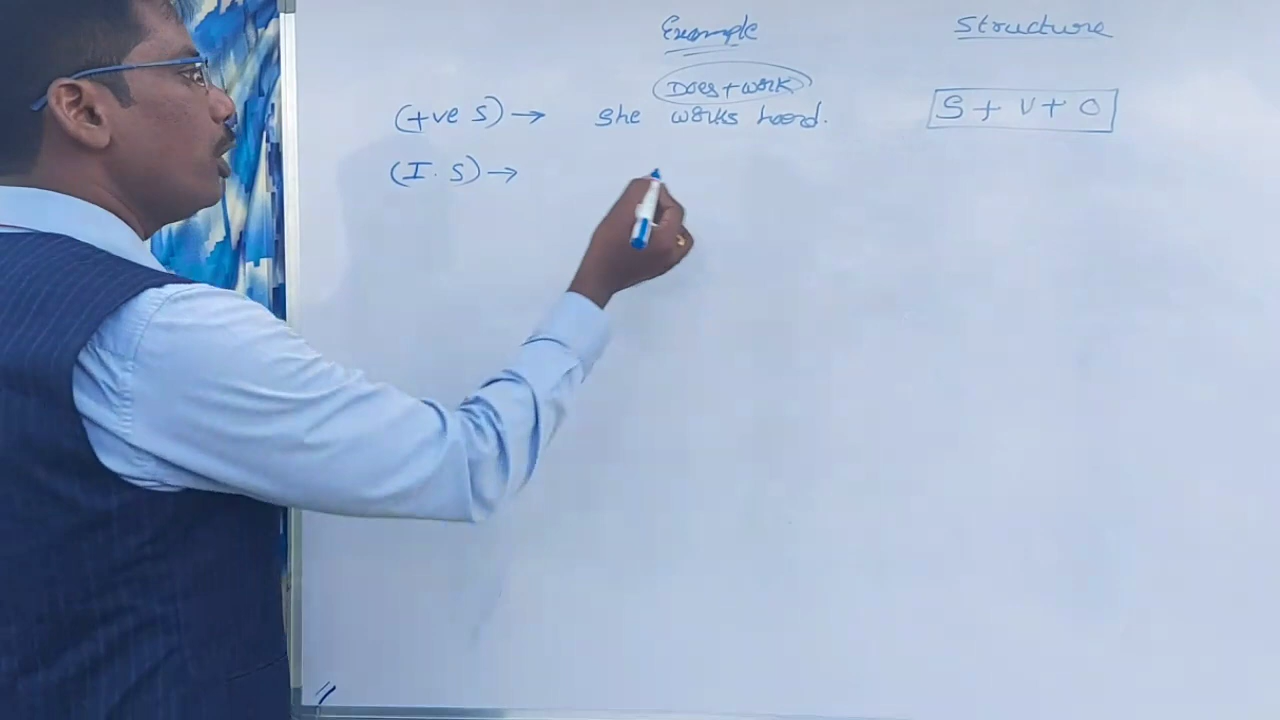 Example Structure
Does+work
(+ve S)→ She works hard. S + V + O
(I. S)→